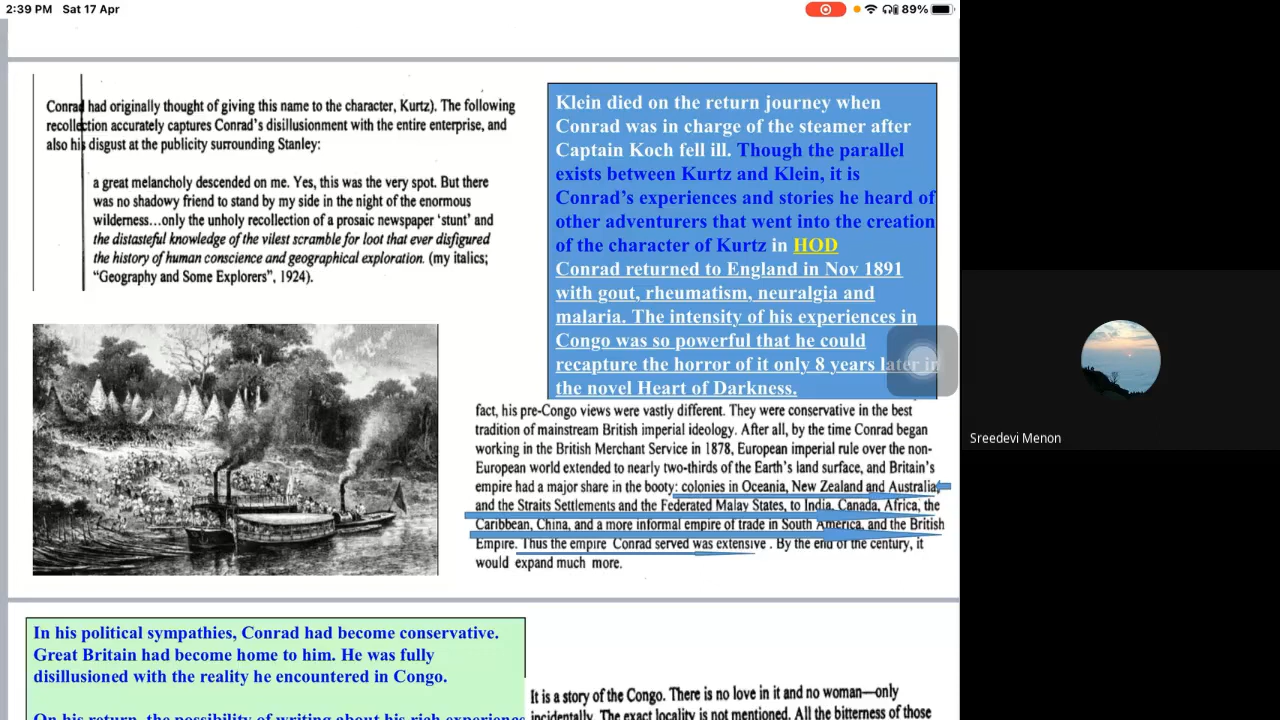 2:39 PM Sat 17 Apr
89%
Conrad had originally thought of giving this name to the character, Kurtz). The following
recollection accurately captures Conrad's disillusionment with the entire enterprise, and
also his disgust at the publicity surrounding Stanley:
a great melancholy descended on me. Yes, this was the very spot. But there
was no shadowy friend to stand by my side in the night of the enormous
wilderness...only the unholy recollection of a prosaic newspaper 'stunt' and
the distasteful knowledge of the vilest scramble for loot that ever disfigured
the history of human conscience and geographical exploration. (my italics;
"Geography and Some Explorers", 1924).
Klein died on the return journey when
Conrad was in charge of the steamer after
Captain Koch fell ill. Though the parallel
exists between Kurtz and Klein, it is
Conrad's experiences and stories he heard of
other adventurers that went into the creation
of the character of Kurtz in HOD
Conrad returned to England in Nov 1891
with gout, rheumatism, neuralgia and
malaria. The intensity of his experiences in
Congo was so powerful that he could
recapture the horror of it only 8 years later in
the novel Heart of Darkness.
fact, his pre-Congo views were vastly different. They were conservative in the best
tradition of mainstream British imperial ideology. After all, by the time Conrad began
working in the British Merchant Service in 1878, European imperial rule over the non-
European world extended to nearly two-thirds of the Earth's land surface, and Britain's
empire had a major share in the booty: colonies in Oceania, New Zealand and Australia,
and the Straits Settlements and the Federated Malay States, to India, Canada, Africa, the
Caribbean, China, and a more informal empire of trade in South America, and the British
Empire. Thus the empire Conrad served was extensive . By the end of the century, it
would expand much more.
In his political sympathies, Conrad had become conservative.
Great Britain had become home to him. He was fully
disillusioned with the reality he encountered in Congo.
On his return, the possibility of writing about his rich experience
It is a story of the Congo. There is no love in it and no woman—only
incidentally. The exact locality is not mentioned. All the bitterness of those
Sreedevi Menon